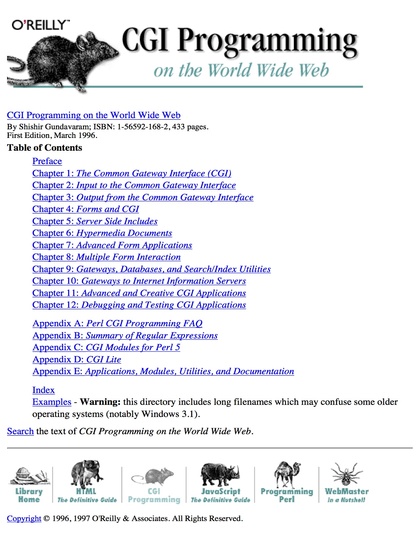 O'REILLY™
CGI Programming
on the World Wide Web
CGI Programming on the World Wide Web
By Shishir Gundavaram; ISBN: 1-56592-168-2, 433 pages.
First Edition, March 1996.
Table of Contents
Preface
Chapter 1: The Common Gateway Interface (CGI)
Chapter 2: Input to the Common Gateway Interface
Chapter 3: Output from the Common Gateway Interface
Chapter 4: Forms and CGI
Chapter 5: Server Side Includes
Chapter 6: Hypermedia Documents
Chapter 7: Advanced Form Applications
Chapter 8: Multiple Form Interaction
Chapter 9: Gateways, Databases, and Search/Index Utilities
Chapter 10: Gateways to Internet Information Servers
Chapter 11: Advanced and Creative CGI Applications
Chapter 12: Debugging and Testing CGI Applications
Appendix A: Perl CGI Programming FAQ
Appendix B: Summary of Regular Expressions
Appendix C: CGI Modules for Perl 5
Appendix D: CGI Lite
Appendix E: Applications, Modules, Utilities, and Documentation
Index
Examples - Warning: this directory includes long filenames which may confuse some older
operating systems (notably Windows 3.1).
Search the text of CGI Programming on the World Wide Web.
Library Home
HTML The Definitive Guide
CGI Programming
JavaScript The Definitive Guide
Programming Perl
WebMaster in a Nutshell
Copyright © 1996, 1997 O'Reilly & Associates. All Rights Reserved.